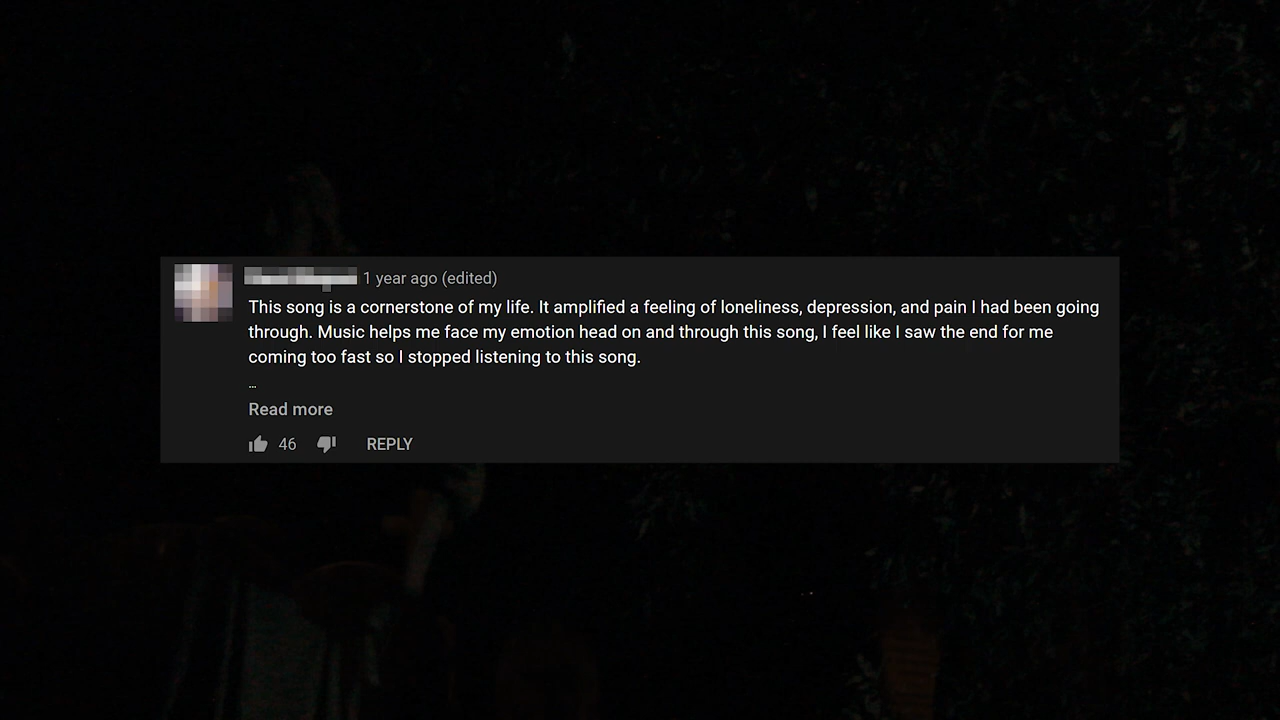 1 year ago (edited)
This song is a cornerstone of my life. It amplified a feeling of loneliness, depression, and pain I had been going
through. Music helps me face my emotion head on and through this song, I feel like I saw the end for me
coming too fast so I stopped listening to this song.
...
Read more
46 REPLY